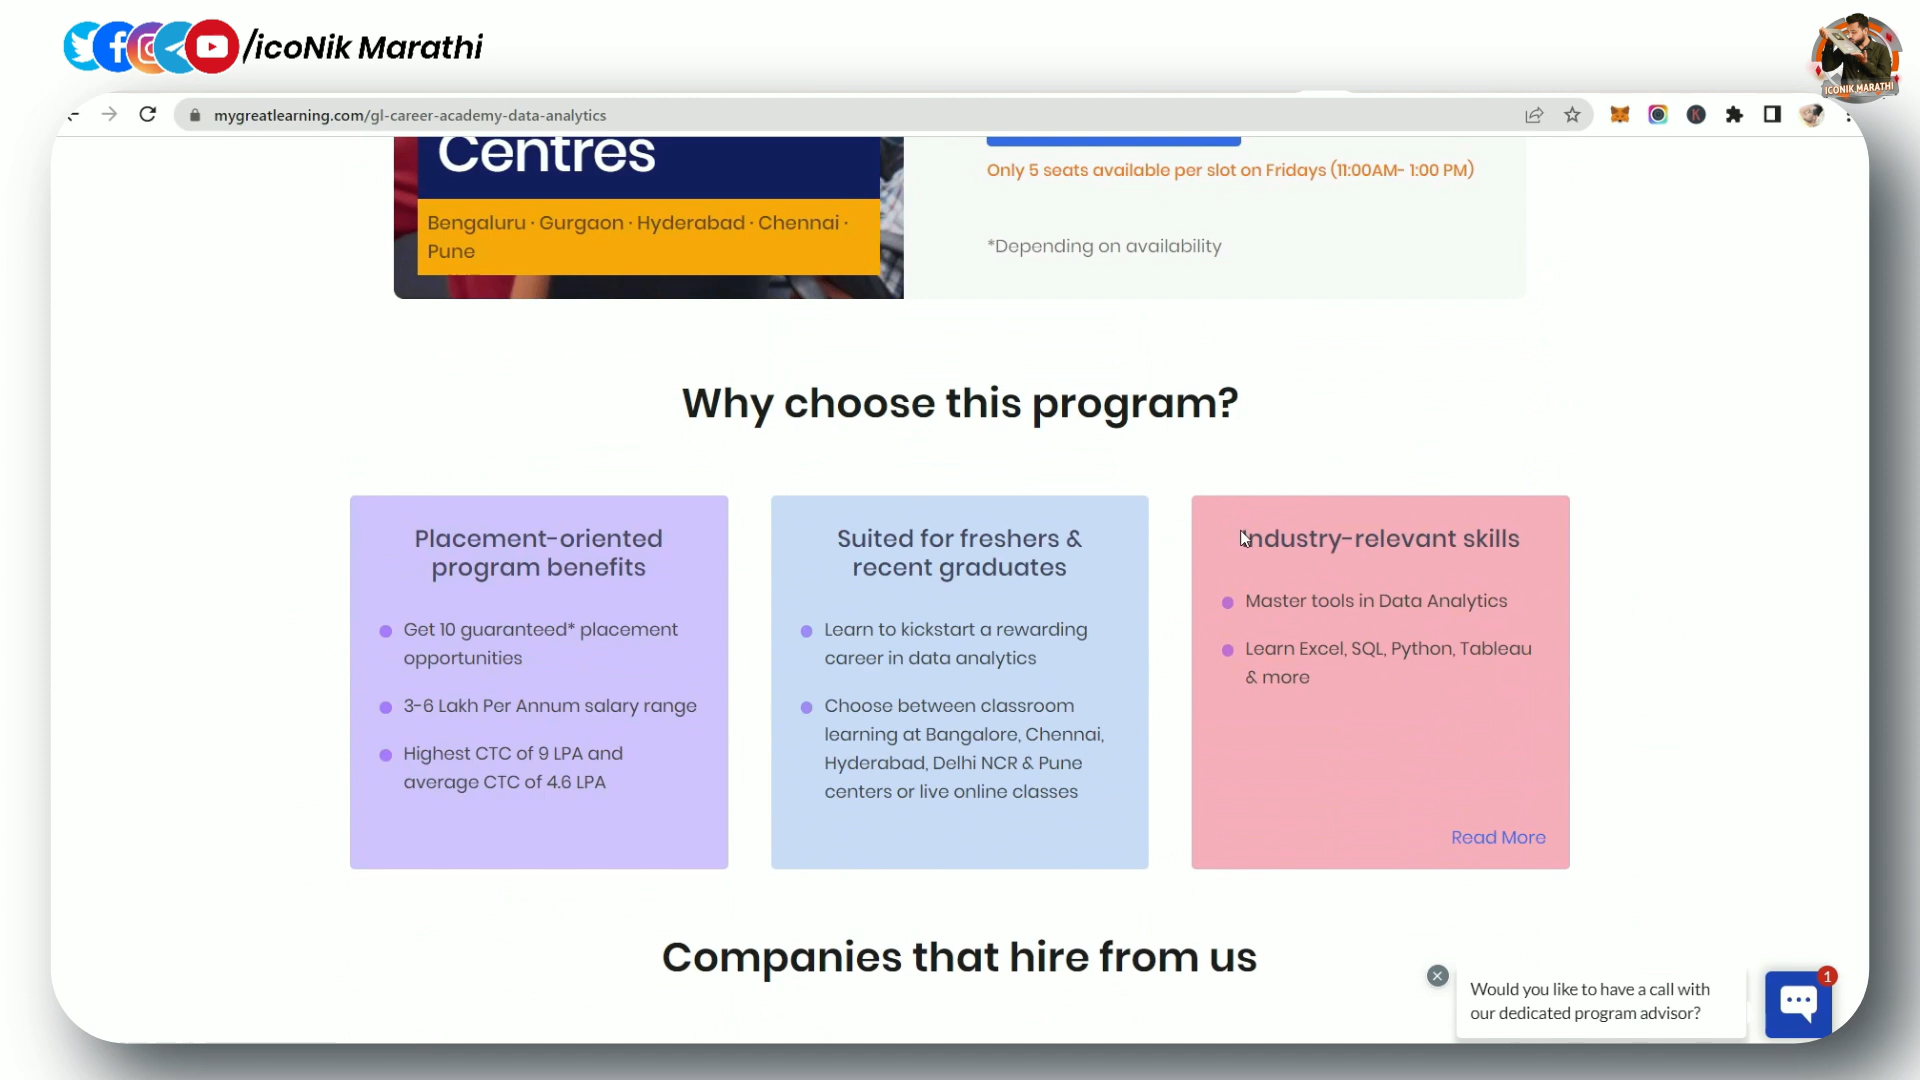 /icoNik Marathi
ICONIK MARATHI
mygreatlearning.com/gl-career-academy-data-analytics
Centres
Bengaluru · Gurgaon · Hyderabad · Chennai ·
Pune
Only 5 seats available per slot on Fridays (11:00AM- 1:00 PM)
*Depending on availability
Why choose this program?
Placement-oriented
program benefits
Get 10 guaranteed* placement
opportunities
3-6 Lakh Per Annum salary range
Highest CTC of 9 LPA and
average CTC of 4.6 LPA
Suited for freshers &
recent graduates
Learn to kickstart a rewarding
career in data analytics
Choose between classroom
learning at Bangalore, Chennai,
Hyderabad, Delhi NCR & Pune
centers or live online classes
Industry-relevant skills
Master tools in Data Analytics
Learn Excel, SQL, Python, Tableau
& more
Read More
Companies that hire from us
Would you like to have a call with
our dedicated program advisor?
1